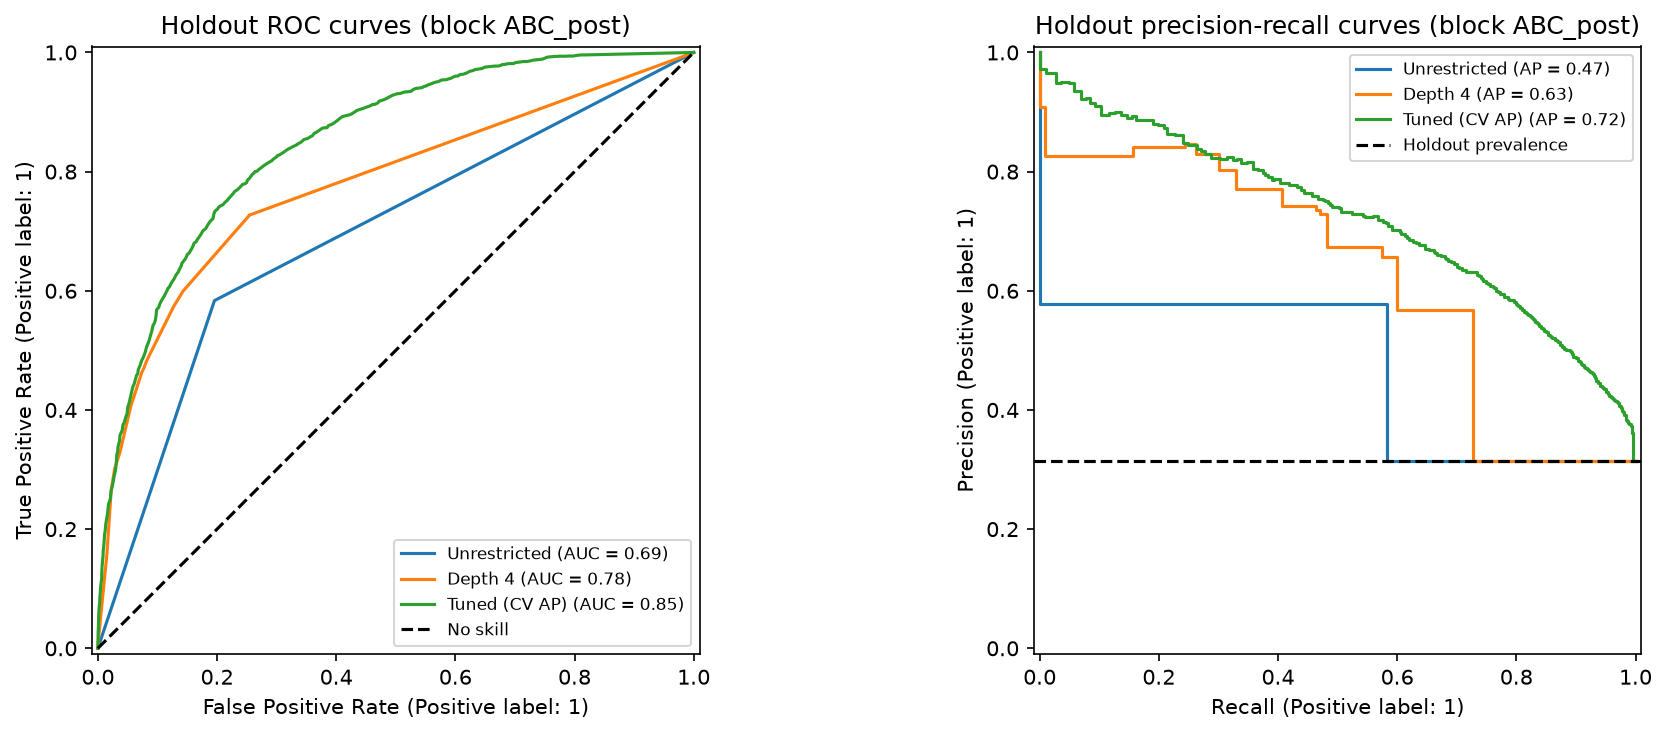 Holdout ROC curves (block ABC_post)
1.0
0.8
0.6
0.4
0.2
0.0
True Positive Rate (Positive label: 1)
Unrestricted (AUC = 0.69)
Depth 4 (AUC = 0.78)
Tuned (CV AP) (AUC = 0.85)
No skill
0.0 0.2 0.4 0.6 0.8 1.0
False Positive Rate (Positive label: 1)
Holdout precision-recall curves (block ABC_post)
1.0
0.8
0.6
0.4
0.2
0.0
Precision (Positive label: 1)
Unrestricted (AP = 0.47)
Depth 4 (AP = 0.63)
Tuned (CV AP) (AP = 0.72)
Holdout prevalence
0.0 0.2 0.4 0.6 0.8 1.0
Recall (Positive label: 1)